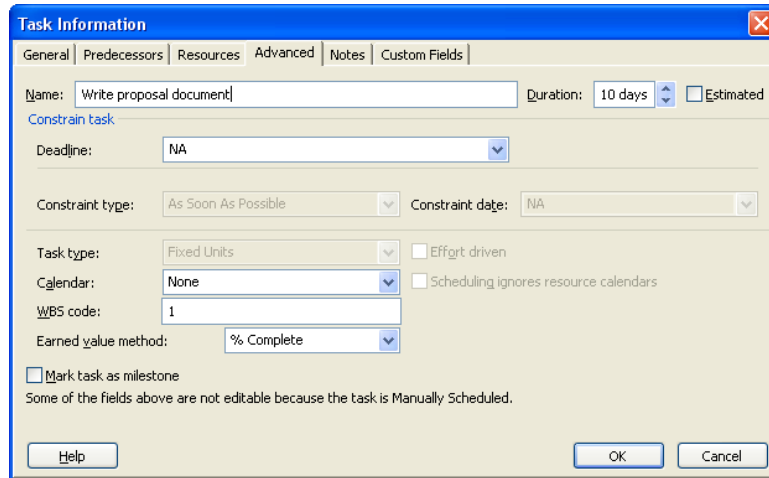 Task Information
General Predecessors Resources Advanced Notes Custom Fields
Name: Write proposal document Duration: 10 days Estimated
Constrain task
Deadline: NA
Constraint type: As Soon As Possible Constraint date: NA
Task type: Fixed Units Effort driven
Calendar: None Scheduling ignores resource calendars
WBS code: 1
Earned value method: % Complete
Mark task as milestone
Some of the fields above are not editable because the task is Manually Scheduled.
Help OK Cancel